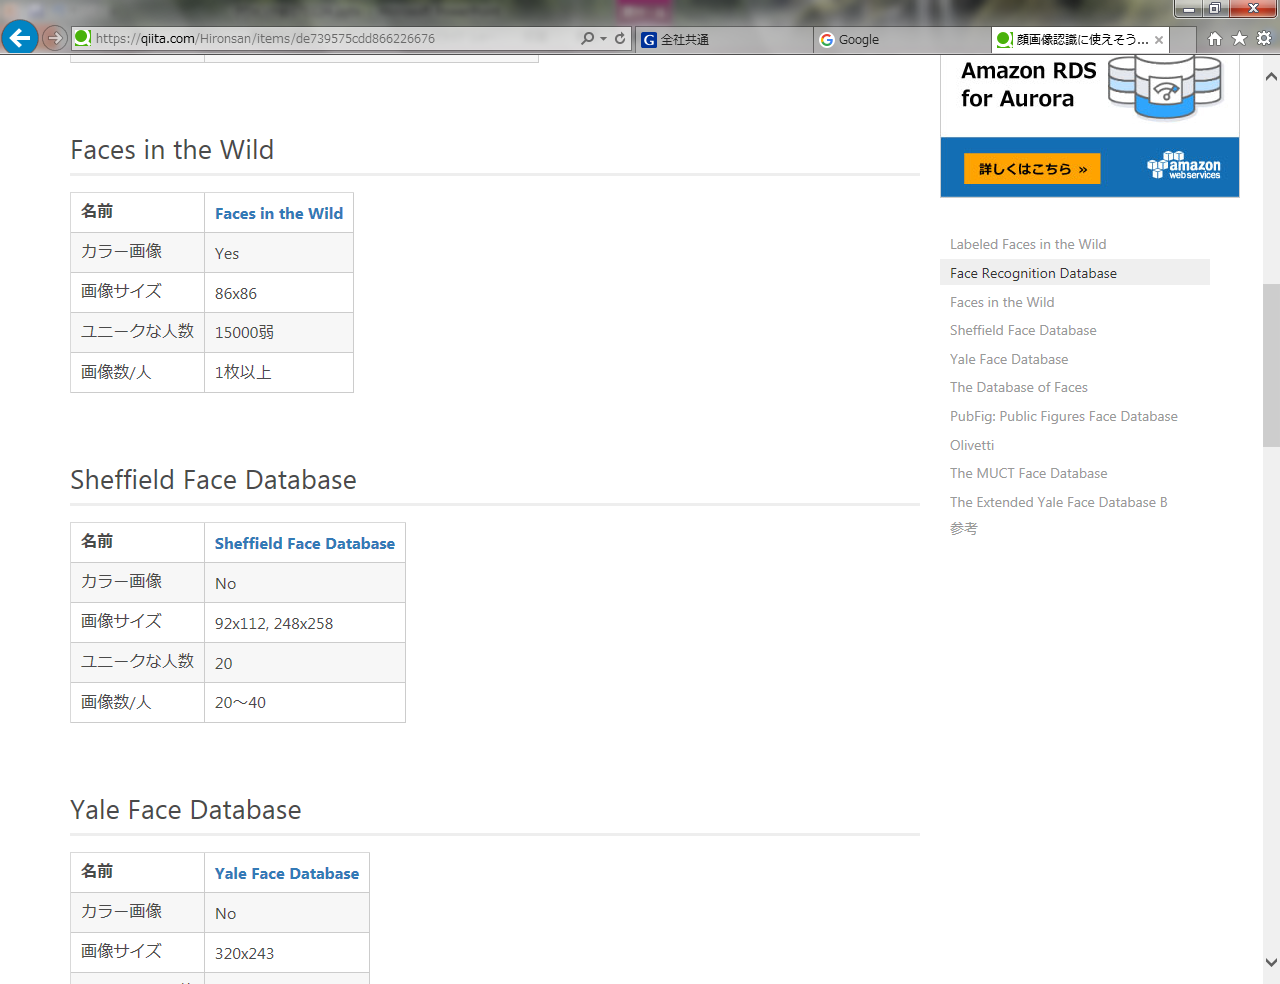 https://qiita.com/Hironsan/items/de739575cdd866226676
全社共通
Google
顔画像認識に使えそう...
Amazon RDS
for Aurora
詳しくはこちら »
amazon
web services
Faces in the Wild
名前 Faces in the Wild
カラー画像 Yes
画像サイズ 86x86
ユニークな人数 15000弱
画像数/人 1枚以上
Sheffield Face Database
名前 Sheffield Face Database
カラー画像 No
画像サイズ 92x112, 248x258
ユニークな人数 20
画像数/人 20〜40
Yale Face Database
名前 Yale Face Database
カラー画像 No
画像サイズ 320x243
Labeled Faces in the Wild
Face Recognition Database
Faces in the Wild
Sheffield Face Database
Yale Face Database
The Database of Faces
PubFig: Public Figures Face Database
Olivetti
The MUCT Face Database
The Extended Yale Face Database B
参考